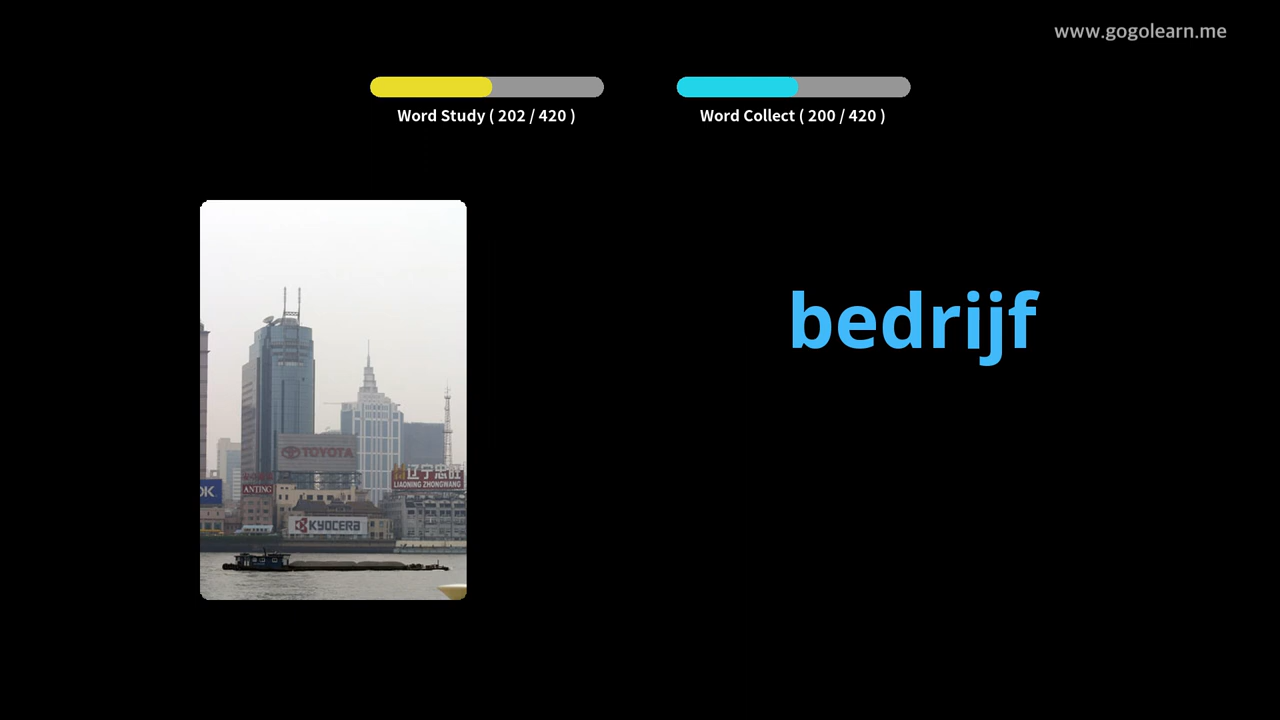 www.gogolearn.me
Word Study ( 202 / 420 )
Word Collect ( 200 / 420 )
bedrijf
TOYOTA
辽宁忠旺
LIAONING ZHONGWANG
ANTING
KYOCERA